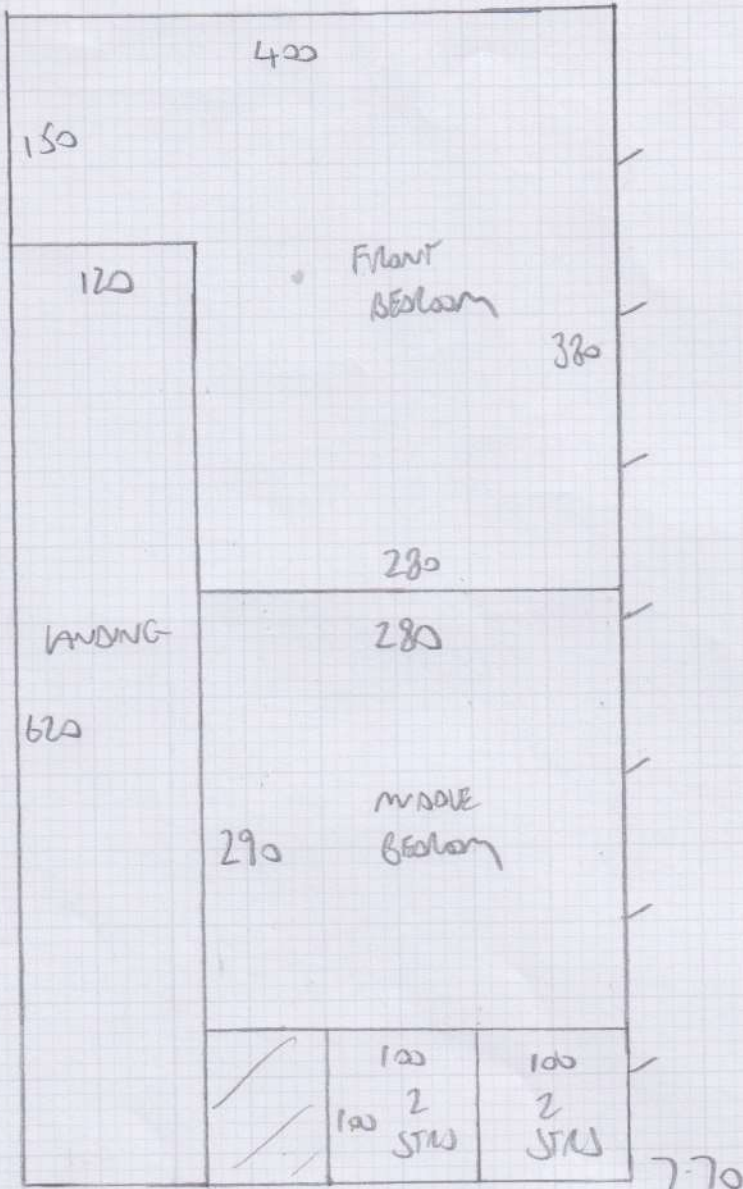 400
150
120
FRONT
BEDROOM
380
280
LANDING
280
620
MIDDLE
290
BEDROOM
100
100
100
2
2
STRS
STRS
7.70